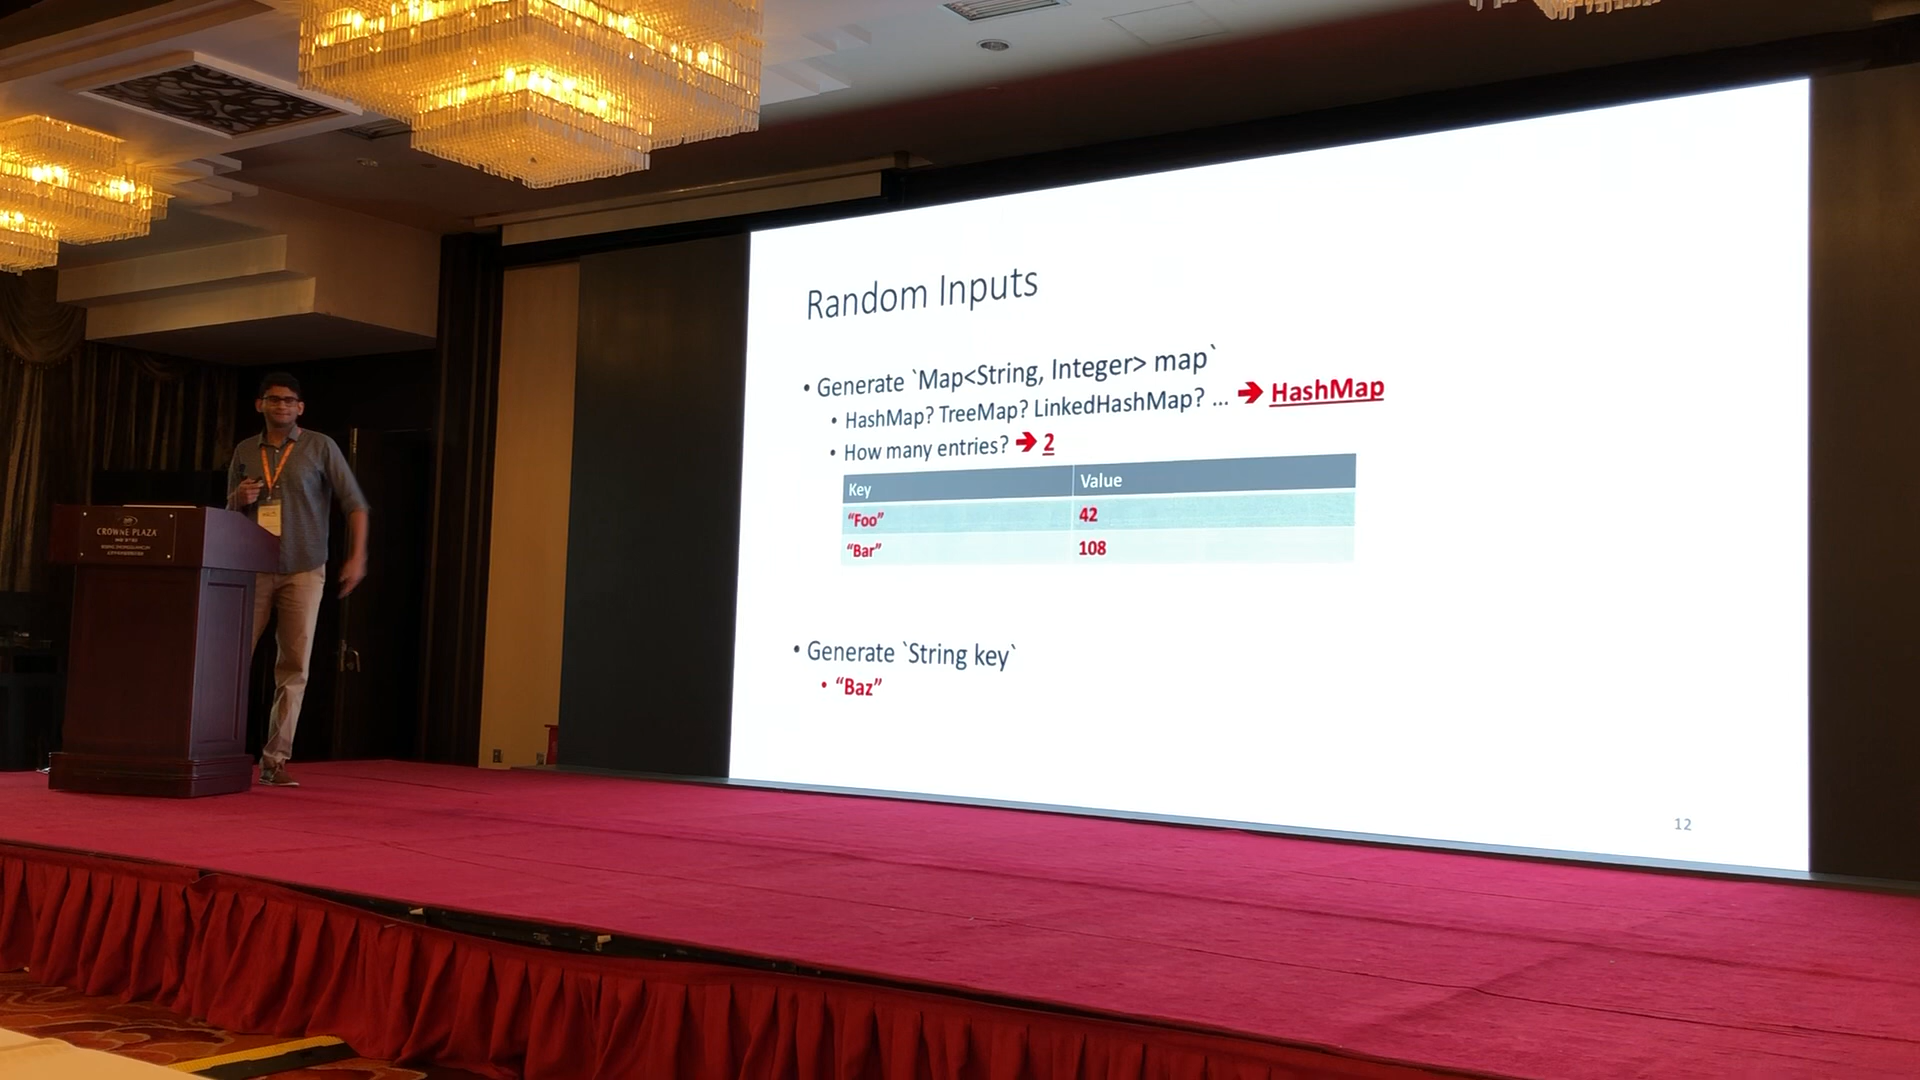 Random Inputs
• Generate `Map<String, Integer> map`
• HashMap? TreeMap? LinkedHashMap? ... ➔ HashMap
• How many entries? ➔ 2
Key Value
“Foo” 42
“Bar” 108
• Generate `String key`
• “Baz”
12
CROWNE PLAZA